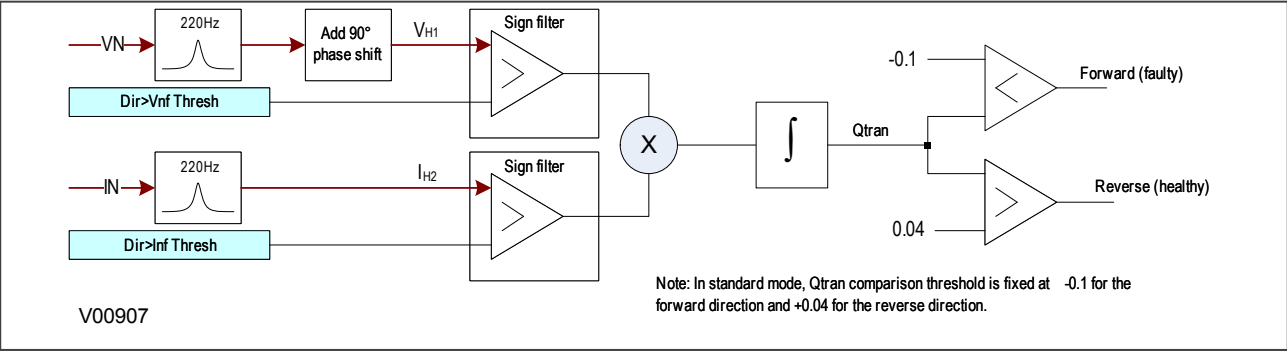 VN
220Hz
Add 90°
phase shift
VH1
Sign filter
>
Dir>Vnf Thresh
IN
220Hz
IH2
Sign filter
>
Dir>Inf Thresh
X
∫
Qtran
-0.1
<
Forward (faulty)
>
Reverse (healthy)
0.04
Note: In standard mode, Qtran comparison threshold is fixed at -0.1 for the
forward direction and +0.04 for the reverse direction.
V00907